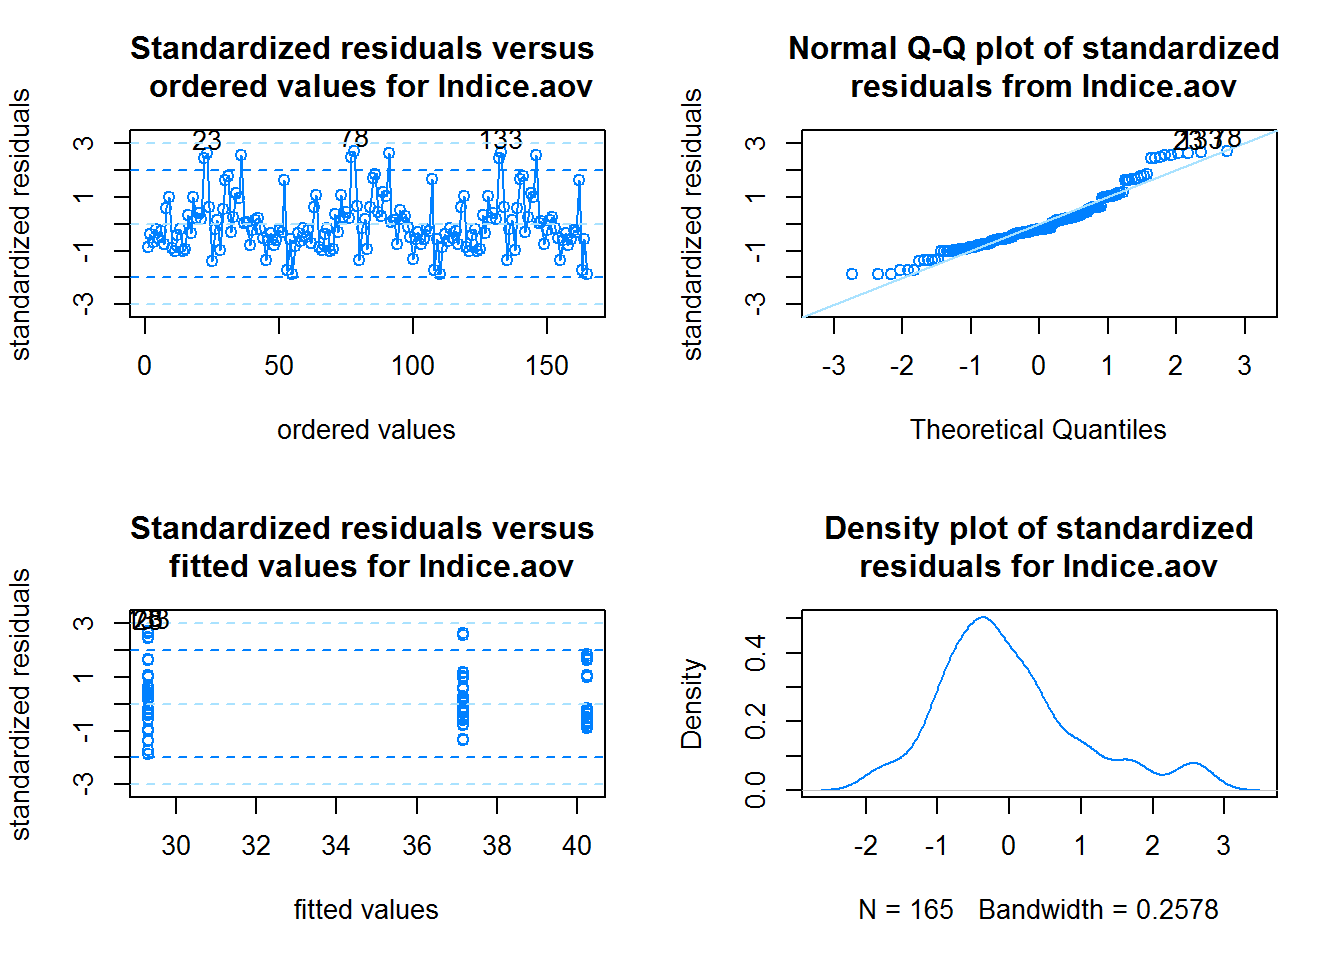 Standardized residuals versus
ordered values for Indice.aov
standardized residuals
3
1
-1
-3
23
78
133
0
50
100
150
ordered values
Normal Q-Q plot of standardized
residuals from Indice.aov
standardized residuals
3
1
-1
-3
23
133
78
-3
-2
-1
0
1
2
3
Theoretical Quantiles
Standardized residuals versus
fitted values for Indice.aov
standardized residuals
3
1
-1
-3
30
32
34
36
38
40
fitted values
Density plot of standardized
residuals for Indice.aov
Density
0.4
0.2
0.0
-2
-1
0
1
2
3
N = 165 Bandwidth = 0.2578